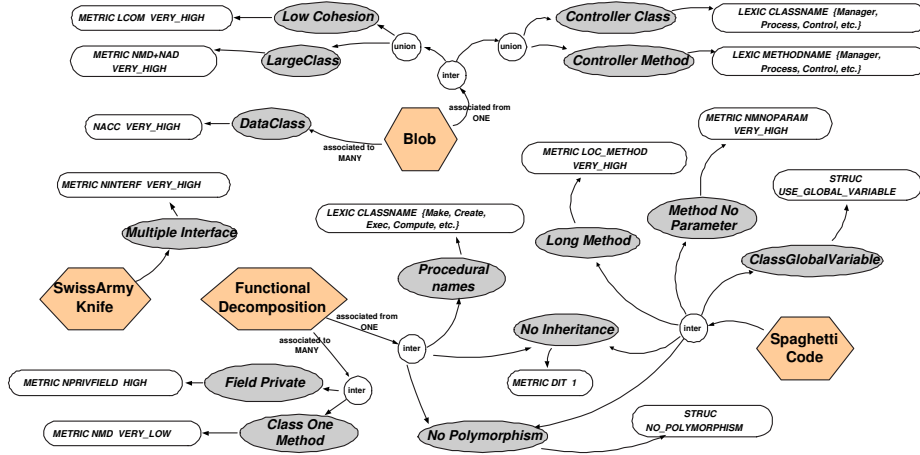 METRIC LCOM VERY_HIGH
Low Cohesion
union
METRIC NMD+NAD
VERY_HIGH
LargeClass
inter
union
Controller Class
LEXIC CLASSNAME {Manager,
Process, Control, etc.}
Controller Method
LEXIC METHODNAME {Manager,
Process, Control, etc.}
associated from
ONE
NACC VERY_HIGH
DataClass
associated to
MANY
Blob
METRIC NMNOPARAM
VERY_HIGH
METRIC LOC_METHOD
VERY_HIGH
STRUC
USE_GLOBAL_VARIABLE
METRIC NINTERF VERY_HIGH
Multiple Interface
LEXIC CLASSNAME {Make, Create,
Exec, Compute, etc.}
Long Method
Method No
Parameter
ClassGlobalVariable
SwissArmy
Knife
Functional
Decomposition
Procedural
names
associated from
ONE
associated to
MANY
inter
No Inheritance
inter
Spaghetti
Code
METRIC NPRIVFIELD HIGH
Field Private
inter
METRIC DIT 1
METRIC NMD VERY_LOW
Class One
Method
No Polymorphism
STRUC
NO_POLYMORPHISM